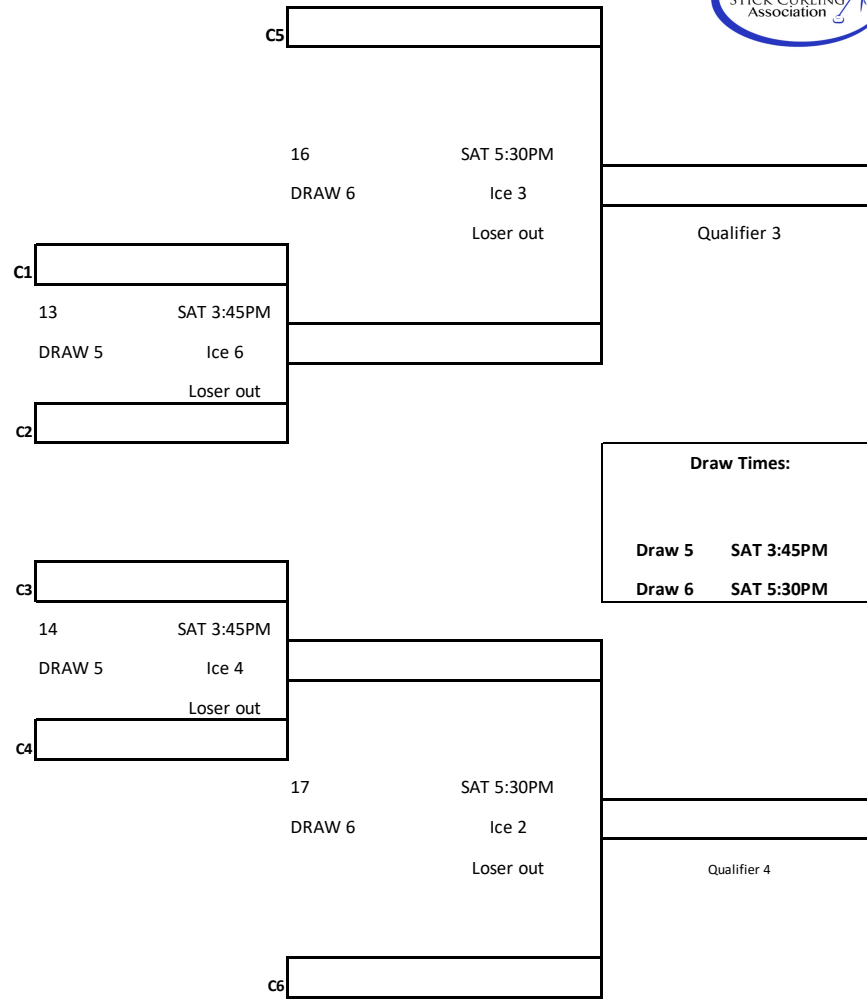 STICK CURLING
Association
C5
16 SAT 5:30PM
DRAW 6 Ice 3
Loser out
Qualifier 3
C1
13 SAT 3:45PM
DRAW 5 Ice 6
Loser out
C2
Draw Times:
Draw 5 SAT 3:45PM
Draw 6 SAT 5:30PM
C3
14 SAT 3:45PM
DRAW 5 Ice 4
Loser out
C4
17 SAT 5:30PM
DRAW 6 Ice 2
Loser out
Qualifier 4
C6